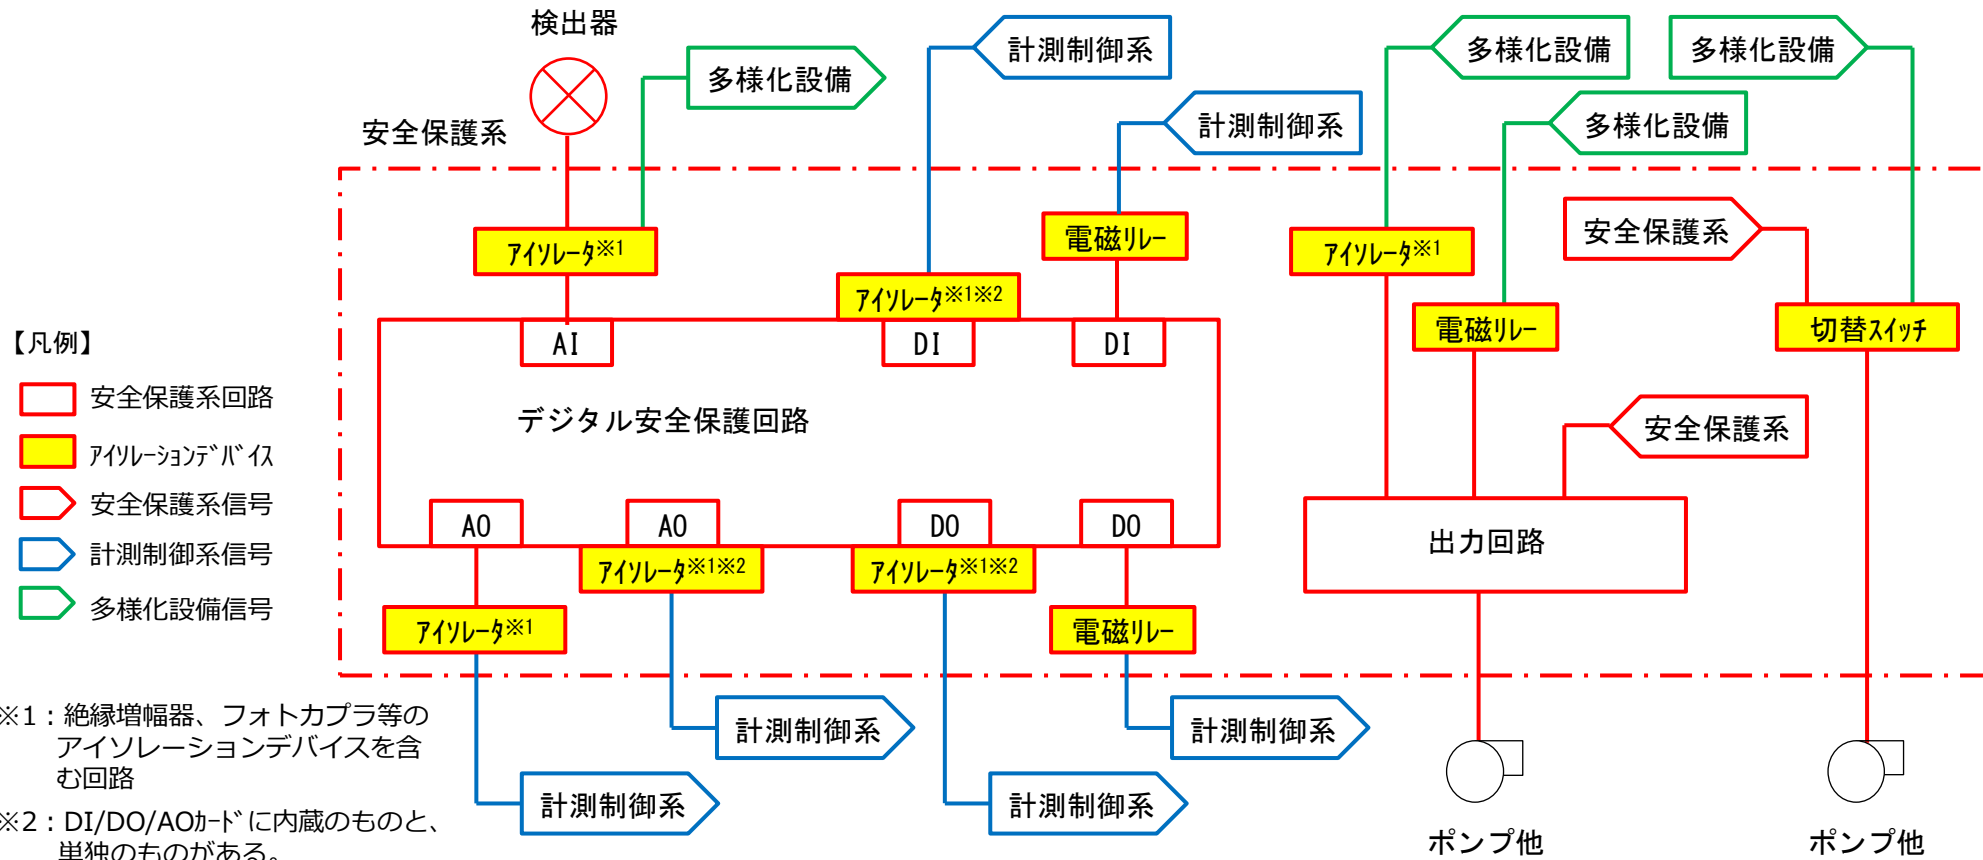 検出器
多様化設備
計測制御系
多様化設備
多様化設備
安全保護系
計測制御系
多様化設備
ｱｲｿﾚｰﾀ※1
電磁ﾘﾚｰ
ｱｲｿﾚｰﾀ※1
安全保護系
ｱｲｿﾚｰﾀ※1※2
電磁ﾘﾚｰ
切替ｽｲｯﾁ
AI
DI
DI
デジタル安全保護回路
安全保護系
AO
AO
DO
DO
出力回路
ｱｲｿﾚｰﾀ※1※2
ｱｲｿﾚｰﾀ※1※2
ｱｲｿﾚｰﾀ※1
電磁ﾘﾚｰ
計測制御系
計測制御系
計測制御系
計測制御系
ポンプ他
ポンプ他
【凡例】
安全保護系回路
ｱｲｿﾚｰｼｮﾝﾃﾞﾊﾞｲｽ
安全保護系信号
計測制御系信号
多様化設備信号
※1：絶縁増幅器、フォトカプラ等の
アイソレーションデバイスを含
む回路
※2：DI/DO/AOｶｰﾄﾞに内蔵のものと、
単独のものがある。